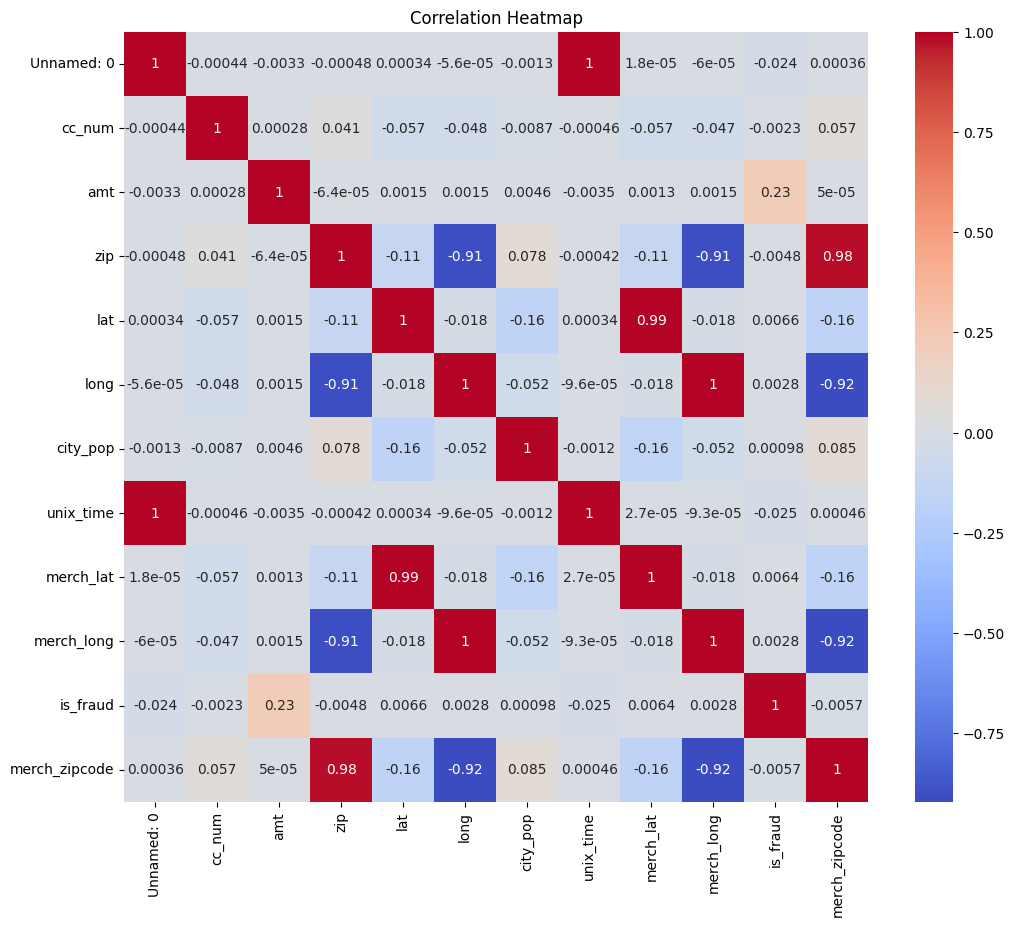 Correlation Heatmap
Unnamed: 0 1 -0.00044 -0.0033 -0.00048 0.00034 -5.6e-05 -0.0013 1 1.8e-05 -6e-05 -0.024 0.00036
cc_num -0.00044 1 0.00028 0.041 -0.057 -0.048 -0.0087 -0.00046 -0.057 -0.047 -0.0023 0.057
amt -0.0033 0.00028 1 -6.4e-05 0.0015 0.0015 0.0046 -0.0035 0.0013 0.0015 0.23 5e-05
zip -0.00048 0.041 -6.4e-05 1 -0.11 -0.91 0.078 -0.00042 -0.11 -0.91 -0.0048 0.98
lat 0.00034 -0.057 0.0015 -0.11 1 -0.018 -0.16 0.00034 0.99 -0.018 0.0066 -0.16
long -5.6e-05 -0.048 0.0015 -0.91 -0.018 1 -0.052 -9.6e-05 -0.018 1 0.0028 -0.92
city_pop -0.0013 -0.0087 0.0046 0.078 -0.16 -0.052 1 -0.0012 -0.16 -0.052 0.00098 0.085
unix_time 1 -0.00046 -0.0035 -0.00042 0.00034 -9.6e-05 -0.0012 1 2.7e-05 -9.3e-05 -0.025 0.00046
merch_lat 1.8e-05 -0.057 0.0013 -0.11 0.99 -0.018 -0.16 2.7e-05 1 -0.018 0.0064 -0.16
merch_long -6e-05 -0.047 0.0015 -0.91 -0.018 1 -0.052 -9.3e-05 -0.018 1 0.0028 -0.92
is_fraud -0.024 -0.0023 0.23 -0.0048 0.0066 0.0028 0.00098 -0.025 0.0064 0.0028 1 -0.0057
merch_zipcode 0.00036 0.057 5e-05 0.98 -0.16 -0.92 0.085 0.00046 -0.16 -0.92 -0.0057 1
Unnamed: 0
cc_num
amt
zip
lat
long
city_pop
unix_time
merch_lat
merch_long
is_fraud
merch_zipcode
1.00
0.75
0.50
0.25
0.00
−0.25
−0.50
−0.75